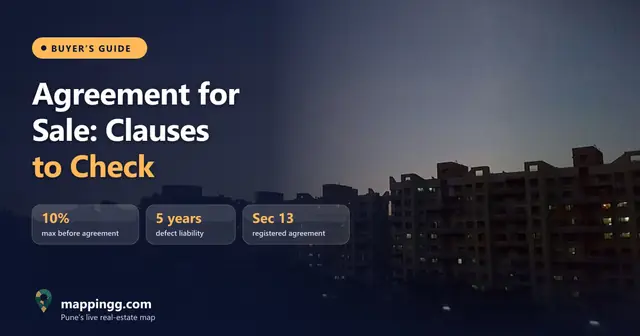 BUYER'S GUIDE
Agreement for
Sale: Clauses
to Check
10%
max before agreement
5 years
defect liability
Sec 13
registered agreement
mappingg.com
Pune's live real-estate map